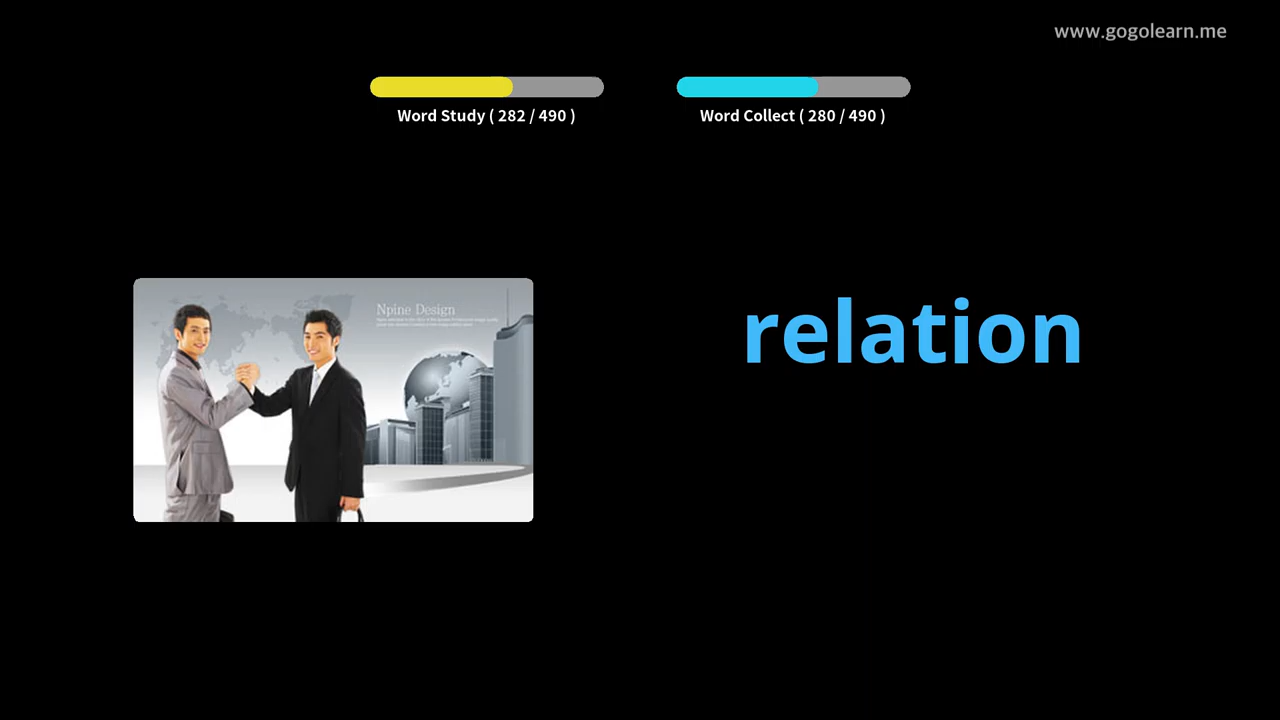 www.gogolearn.me
Word Study ( 282 / 490 )
Word Collect ( 280 / 490 )
Npine Design
relation